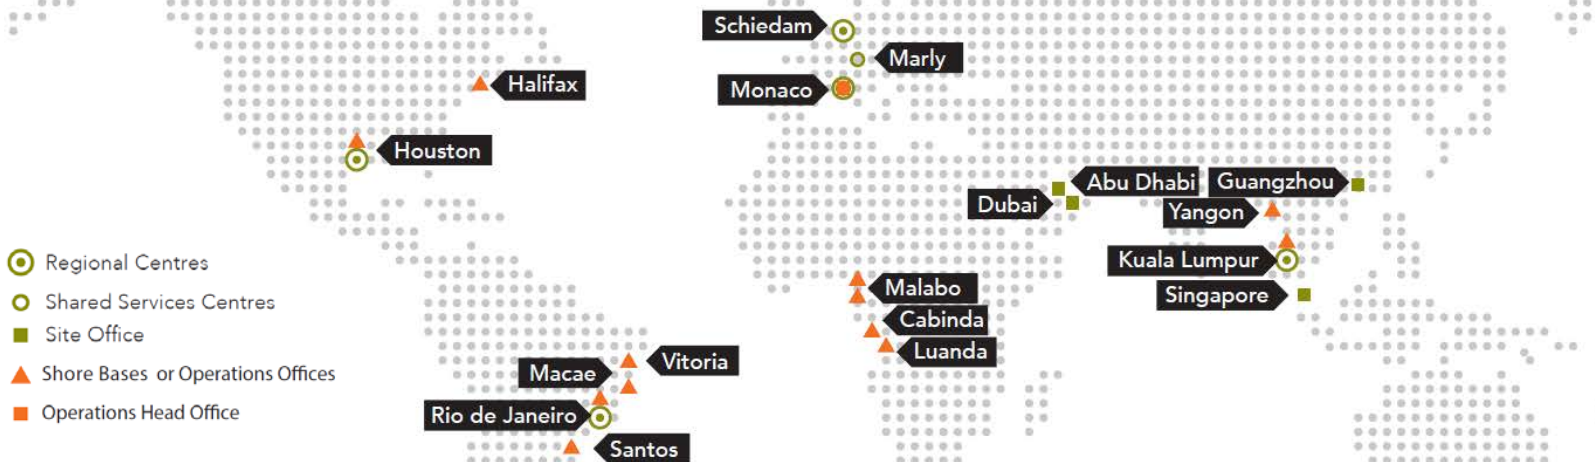 Schiedam
Marly
Monaco
Halifax
Houston
Abu Dhabi
Guangzhou
Dubai
Yangon
Kuala Lumpur
Singapore
Malabo
Cabinda
Luanda
Vitoria
Macae
Rio de Janeiro
Santos
Regional Centres
Shared Services Centres
Site Office
Shore Bases or Operations Offices
Operations Head Office